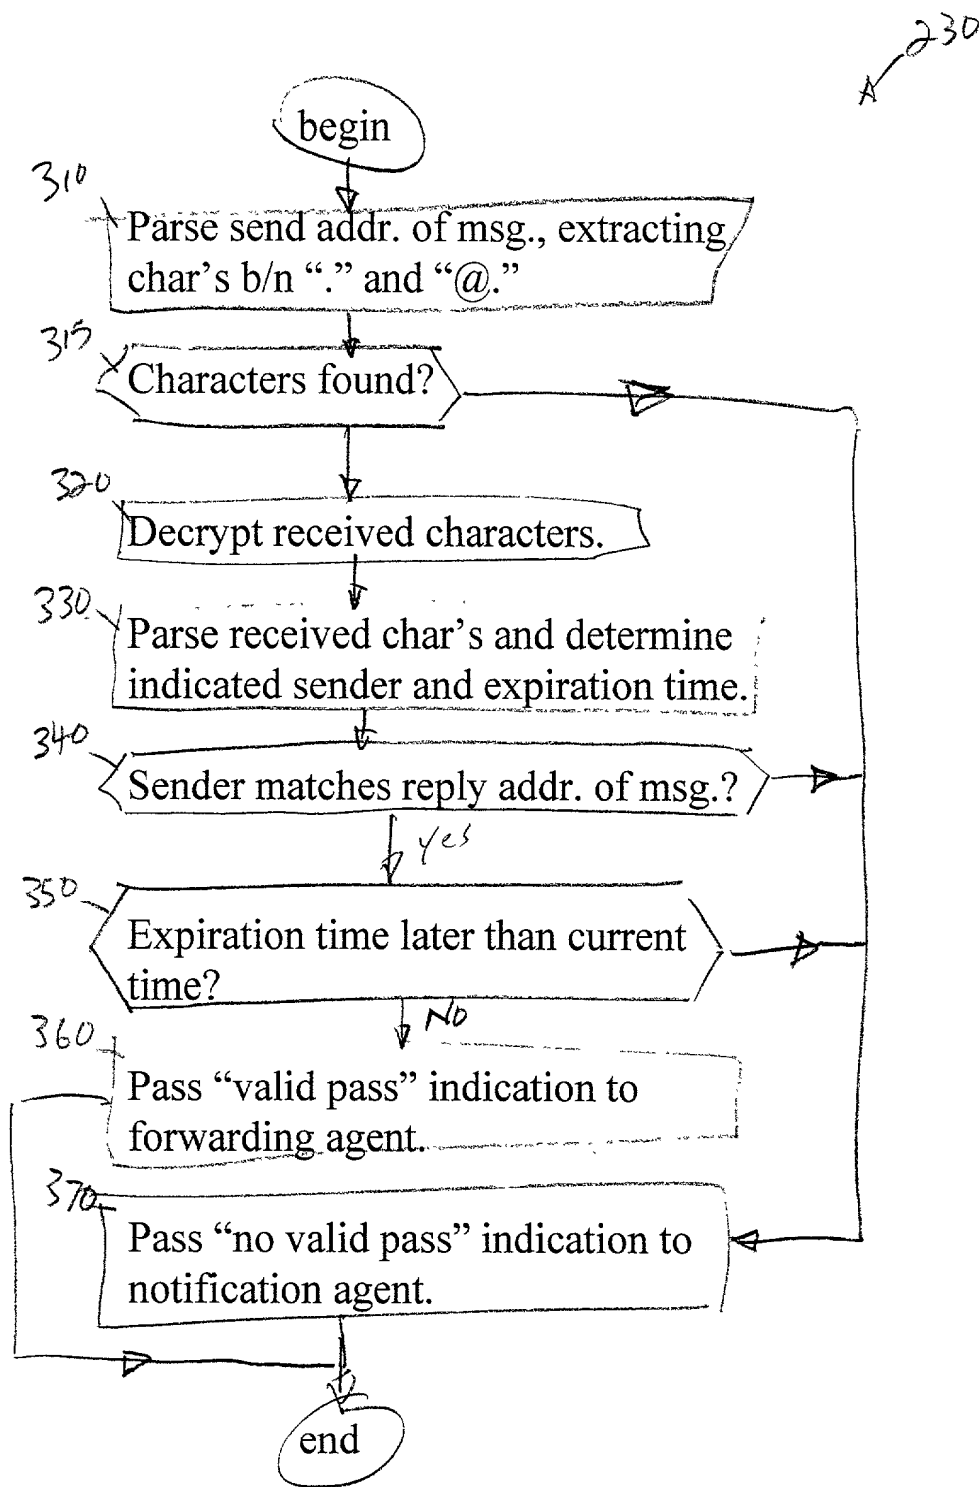 230
begin
310
Parse send addr. of msg., extracting
char's b/n “.” and “@.”
315
Characters found?
320
Decrypt received characters.
330
Parse received char's and determine
indicated sender and expiration time.
340
Sender matches reply addr. of msg.?
Yes
350
Expiration time later than current
time?
No
360
Pass “valid pass” indication to
forwarding agent.
370
Pass “no valid pass” indication to
notification agent.
end